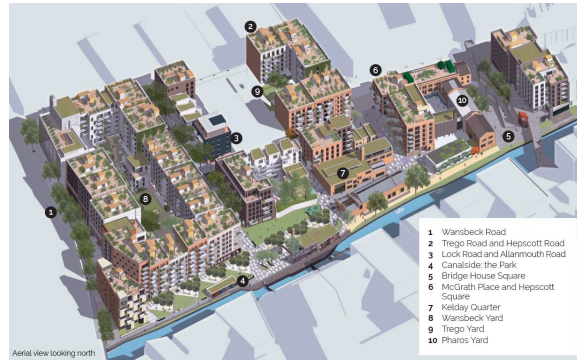 2
6
9
10
3
5
7
8
1
4
1 Wansbeck Road
2 Trego Road and Hepscott Road
3 Lock Road and Allanmouth Road
4 Canalside: the Park
5 Bridge House Square
6 McGrath Place and Hepscott
Square
7 Kelday Quarter
8 Wansbeck Yard
9 Trego Yard
10 Pharos Yard
Aerial view looking north